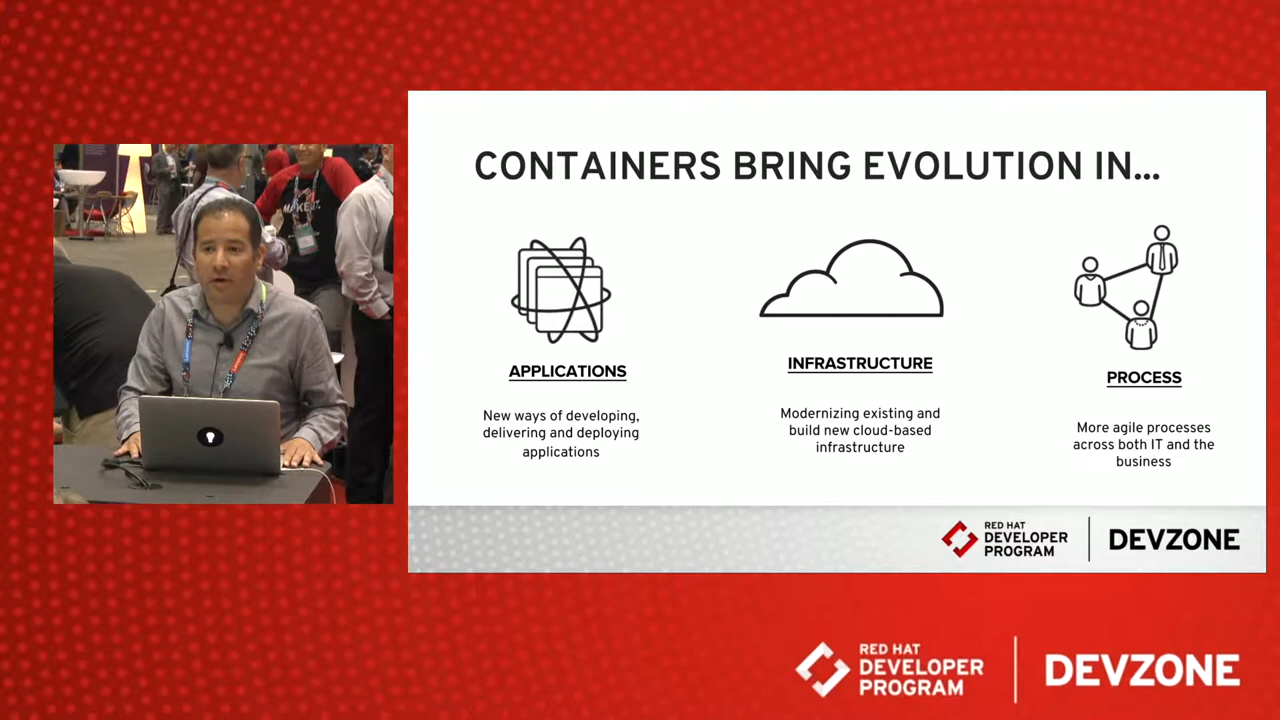 CONTAINERS BRING EVOLUTION IN...
APPLICATIONS
New ways of developing,
delivering and deploying
applications
INFRASTRUCTURE
Modernizing existing and
build new cloud-based
infrastructure
PROCESS
More agile processes
across both IT and the
business
RED HAT
DEVELOPER
PROGRAM
DEVZONE
RED HAT
DEVELOPER
PROGRAM
DEVZONE